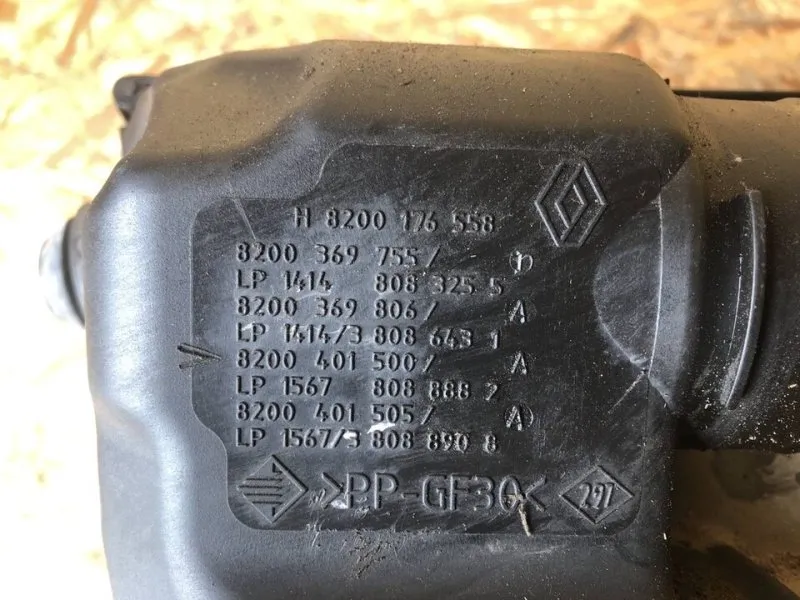 H 8200 176 558
8200 369 755/
LP 1414 808 325 5
8200 369 806/ A
LP 1414/3 808 643 1
8200 401 500/ A
LP 1567 808 888 2
8200 401 505/ A
LP 1567/3 808 890 8
>PP-GF30< 297